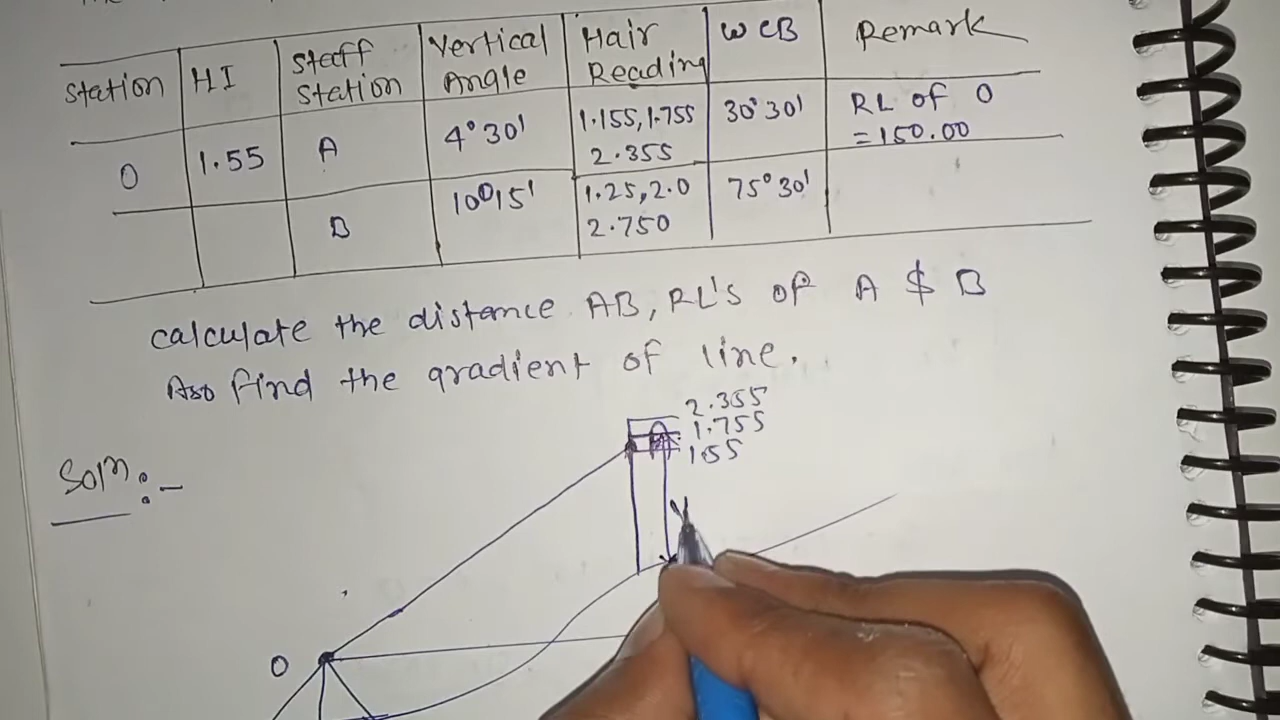 Station HI Staff Station Vertical Angle Hair Reading WCB Remark
O 1.55 A 4°30' 1.155, 1.755 2.355 30°30' RL of O = 150.00
B 10°15' 1.25, 2.0 2.750 75°30'
calculate the distance AB, RL's of A & B
Also find the gradient of line.
Soln:-
2.355
1.755
1.55
O